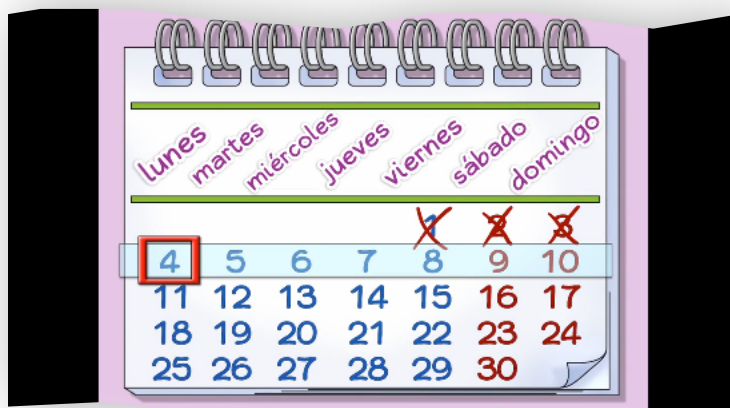 lunes martes miércoles jueves viernes sábado domingo
1 2 3
4 5 6 7 8 9 10
11 12 13 14 15 16 17
18 19 20 21 22 23 24
25 26 27 28 29 30